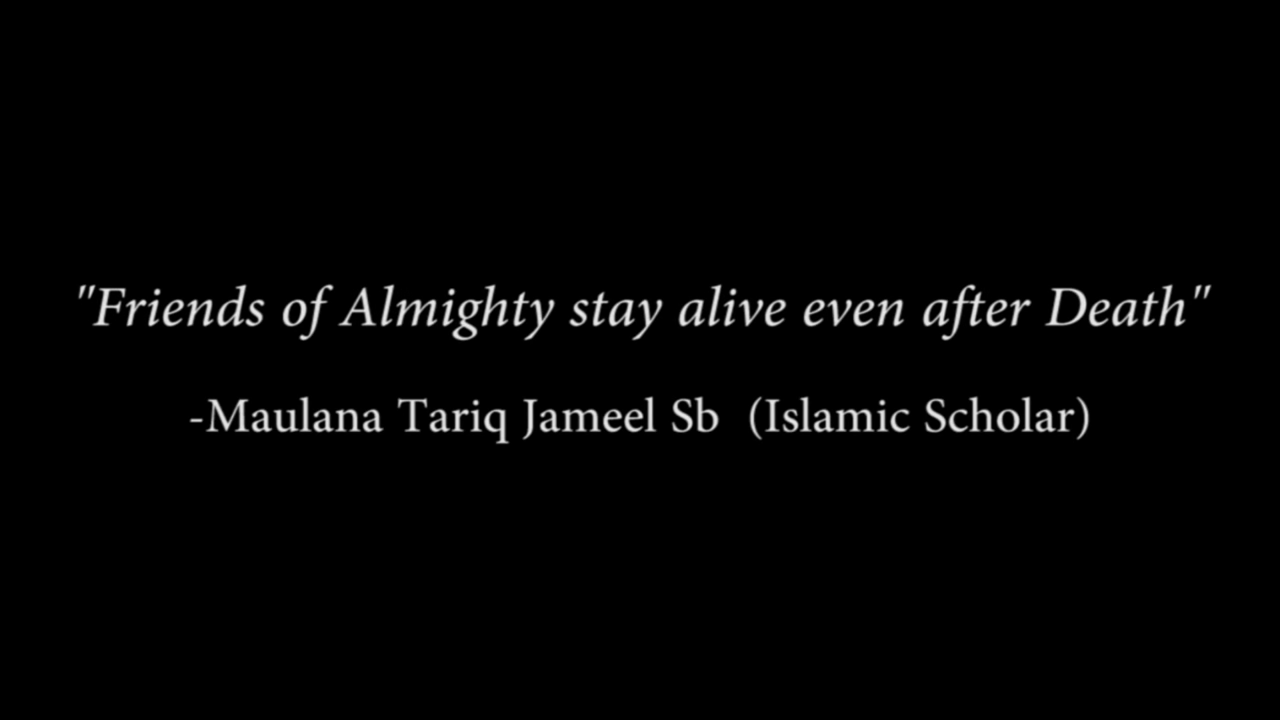 "Friends of Almighty stay alive even after Death"
-Maulana Tariq Jameel Sb  (Islamic Scholar)